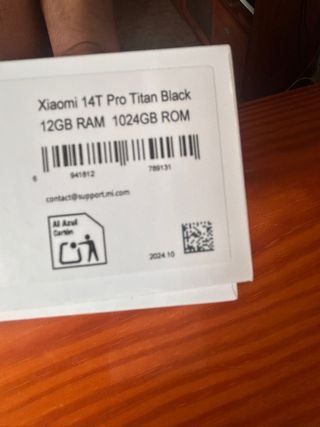 Xiaomi 14T Pro Titan Black
12GB RAM 1024GB ROM
6 941812 789131
contact@support.mi.com
Al Azul
Cartón
2024.10